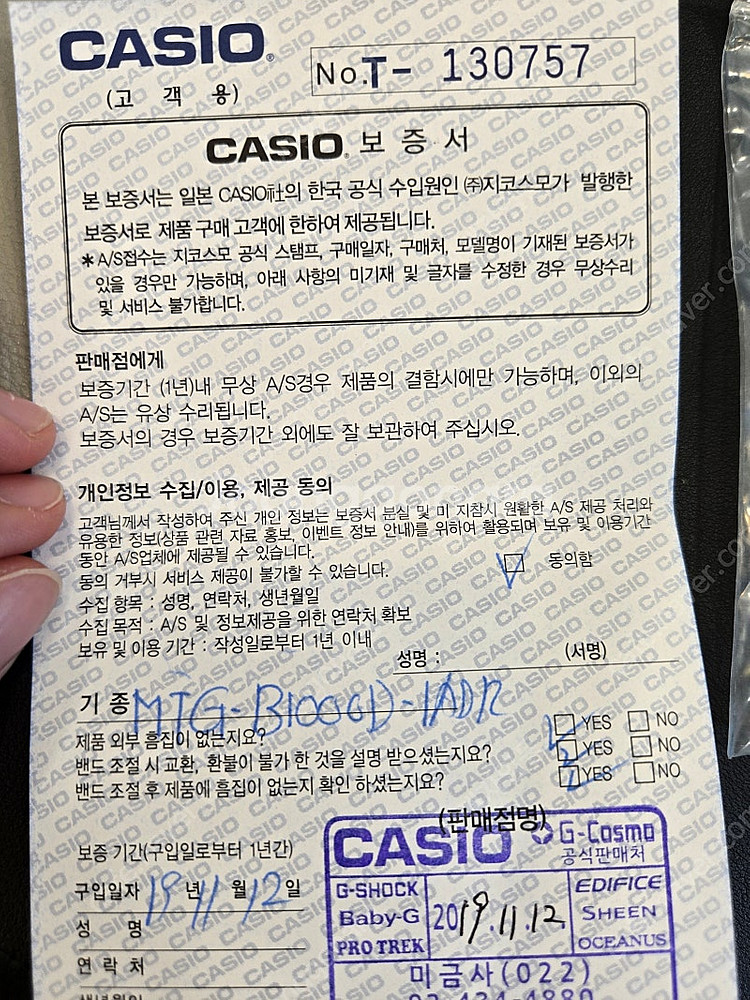 CASIO®
(고 객 용)
No.T- 130757
CASIO. 보 증 서
본 보증서는 일본 CASIO社의 한국 공식 수입원인 ㈜지코스모가 발행한
보증서로 제품 구매 고객에 한하여 제공됩니다.
*A/S접수는 지코스모 공식 스탬프, 구매일자, 구매처, 모델명이 기재된 보증서가
있을 경우만 가능하며, 아래 사항의 미기재 및 글자를 수정한 경우 무상수리
및 서비스 불가합니다.
판매점에게
보증기간 (1년)내 무상 A/S경우 제품의 결함시에만 가능하며, 이외의
A/S는 유상 수리됩니다.
보증서의 경우 보증기간 외에도 잘 보관하여 주십시오.
개인정보 수집/이용, 제공 동의
고객님께서 작성하여 주신 개인 정보는 보증서 분실 및 미 지참시 원활한 A/S 제공 처리와
유용한 정보(상품 관련 자료 홍보, 이벤트 정보 안내)를 위하여 활용되며 보유 및 이용기간
동안 A/S업체에 제공될 수 있습니다.
동의 거부시 서비스 제공이 불가할 수 있습니다.
동의함
수집 항목 : 성명, 연락처, 생년월일
수집 목적 : A/S 및 정보제공을 위한 연락처 확보
보유 및 이용 기간 : 작성일로부터 1년 이내
성명 : (서명)
기 종 MTG-B1000D-1ADR
제품 외부 흠집이 없는지요? YES NO
밴드 조절 시 교환, 환불이 불가 한 것을 설명 받으셨는지요? YES NO
밴드 조절 후 제품에 흠집이 없는지 확인 하셨는지요? YES NO
(판매점명)
보증 기간(구입일로부터 1년간)
구입일자 19년 11월 12일
성 명
연 락 처
CASIO G-Cosmo
공식판매처
G-SHOCK
Baby-G
PRO TREK
2019.11.12.
EDIFICE
SHEEN
OCEANUS
미금사(022)